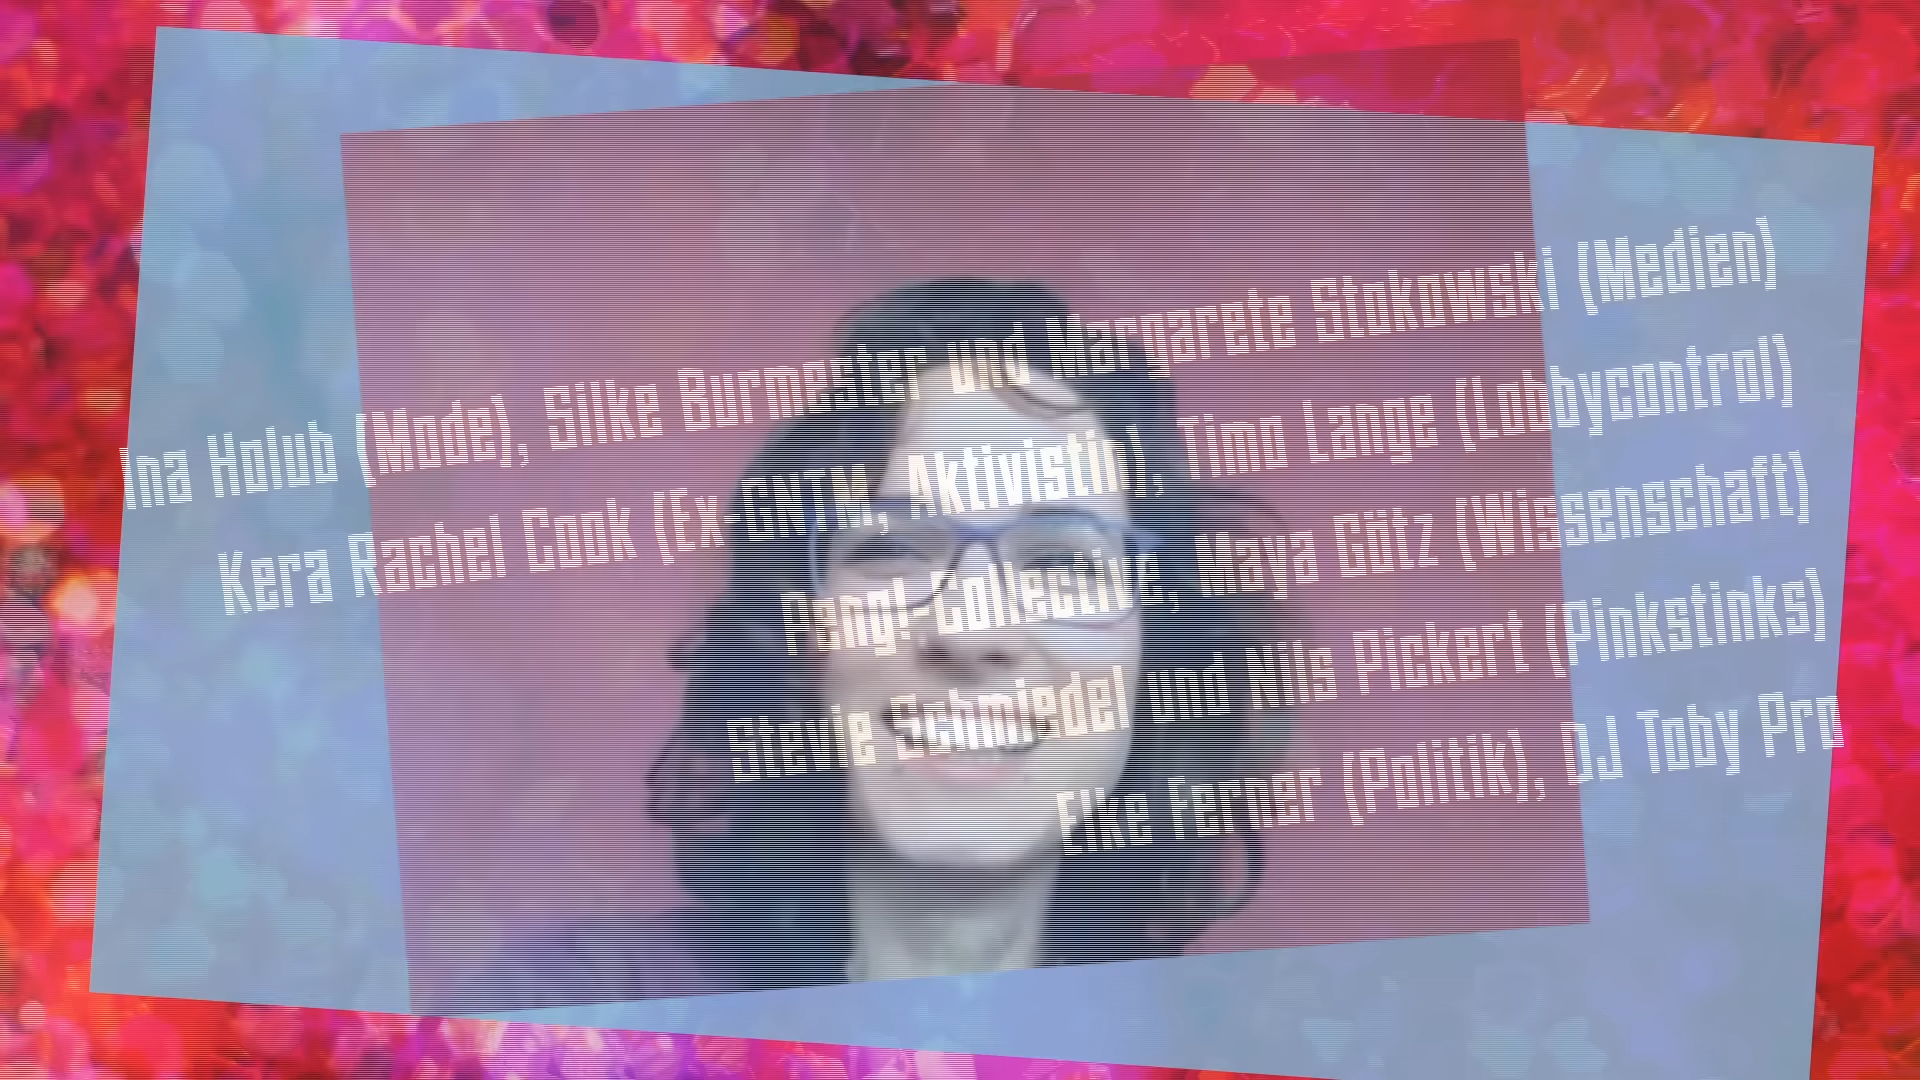 Ina Holub (Mode), Silke Burmester und Margarete Stokowski (Medien)
Kera Rachel Cook (Ex-GNTM, Aktivistin), Timo Lange (Lobbycontrol)
Peng!-Collective, Maya Götz (Wissenschaft)
Stevie Schmiedel und Nils Pickert (Pinkstinks)
Elke Ferner (Politik), DJ Toby Pro